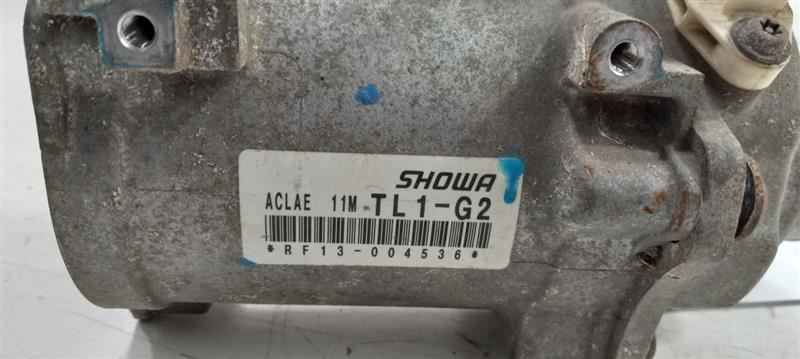 SHOWA
ACLAE 11M TL1-G2
*RF13-004536*